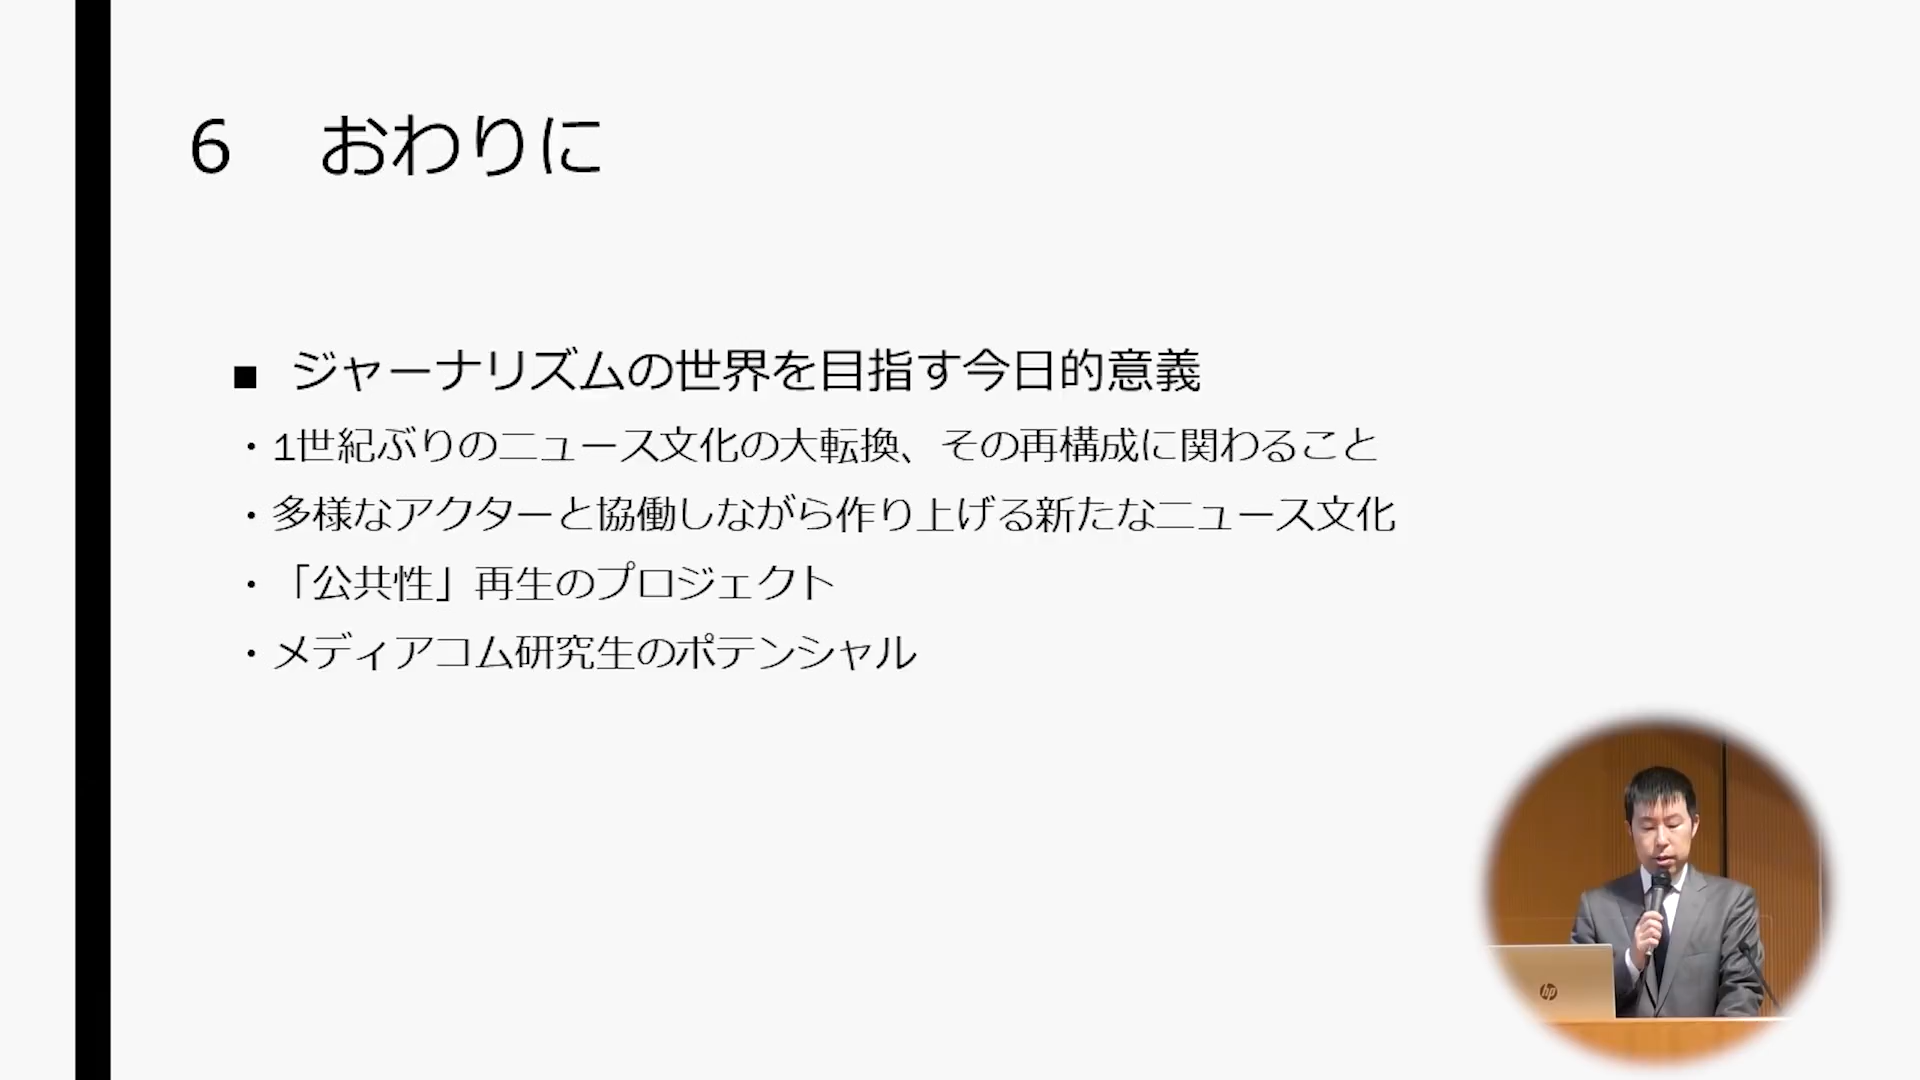 6　おわりに
■ ジャーナリズムの世界を目指す今日的意義
・1世紀ぶりのニュース文化の大転換、その再構成に関わること
・多様なアクターと協働しながら作り上げる新たなニュース文化
・「公共性」再生のプロジェクト
・メディアコム研究生のポテンシャル
hp